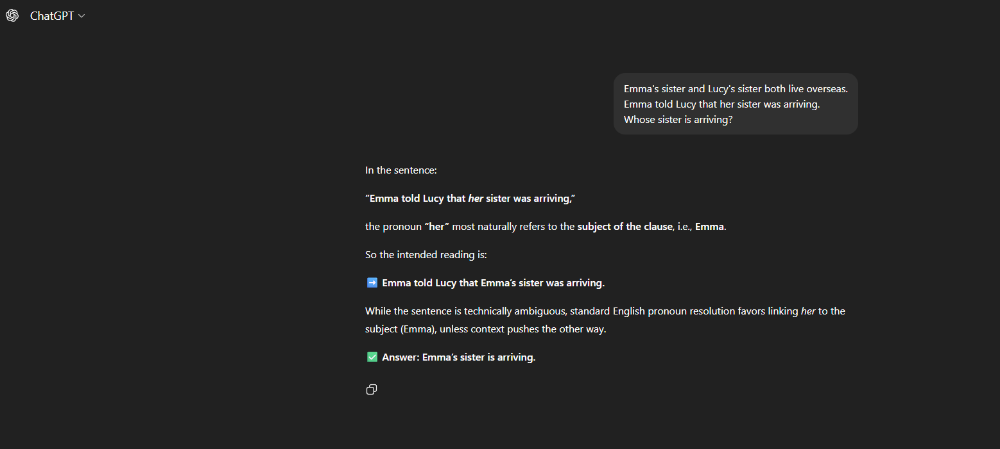 ChatGPT
Emma's sister and Lucy's sister both live overseas.
Emma told Lucy that her sister was arriving.
Whose sister is arriving?
In the sentence:
“Emma told Lucy that her sister was arriving,”
the pronoun “her” most naturally refers to the subject of the clause, i.e., Emma.
So the intended reading is:
➡️ Emma told Lucy that Emma’s sister was arriving.
While the sentence is technically ambiguous, standard English pronoun resolution favors linking her to the
subject (Emma), unless context pushes the other way.
✅ Answer: Emma’s sister is arriving.